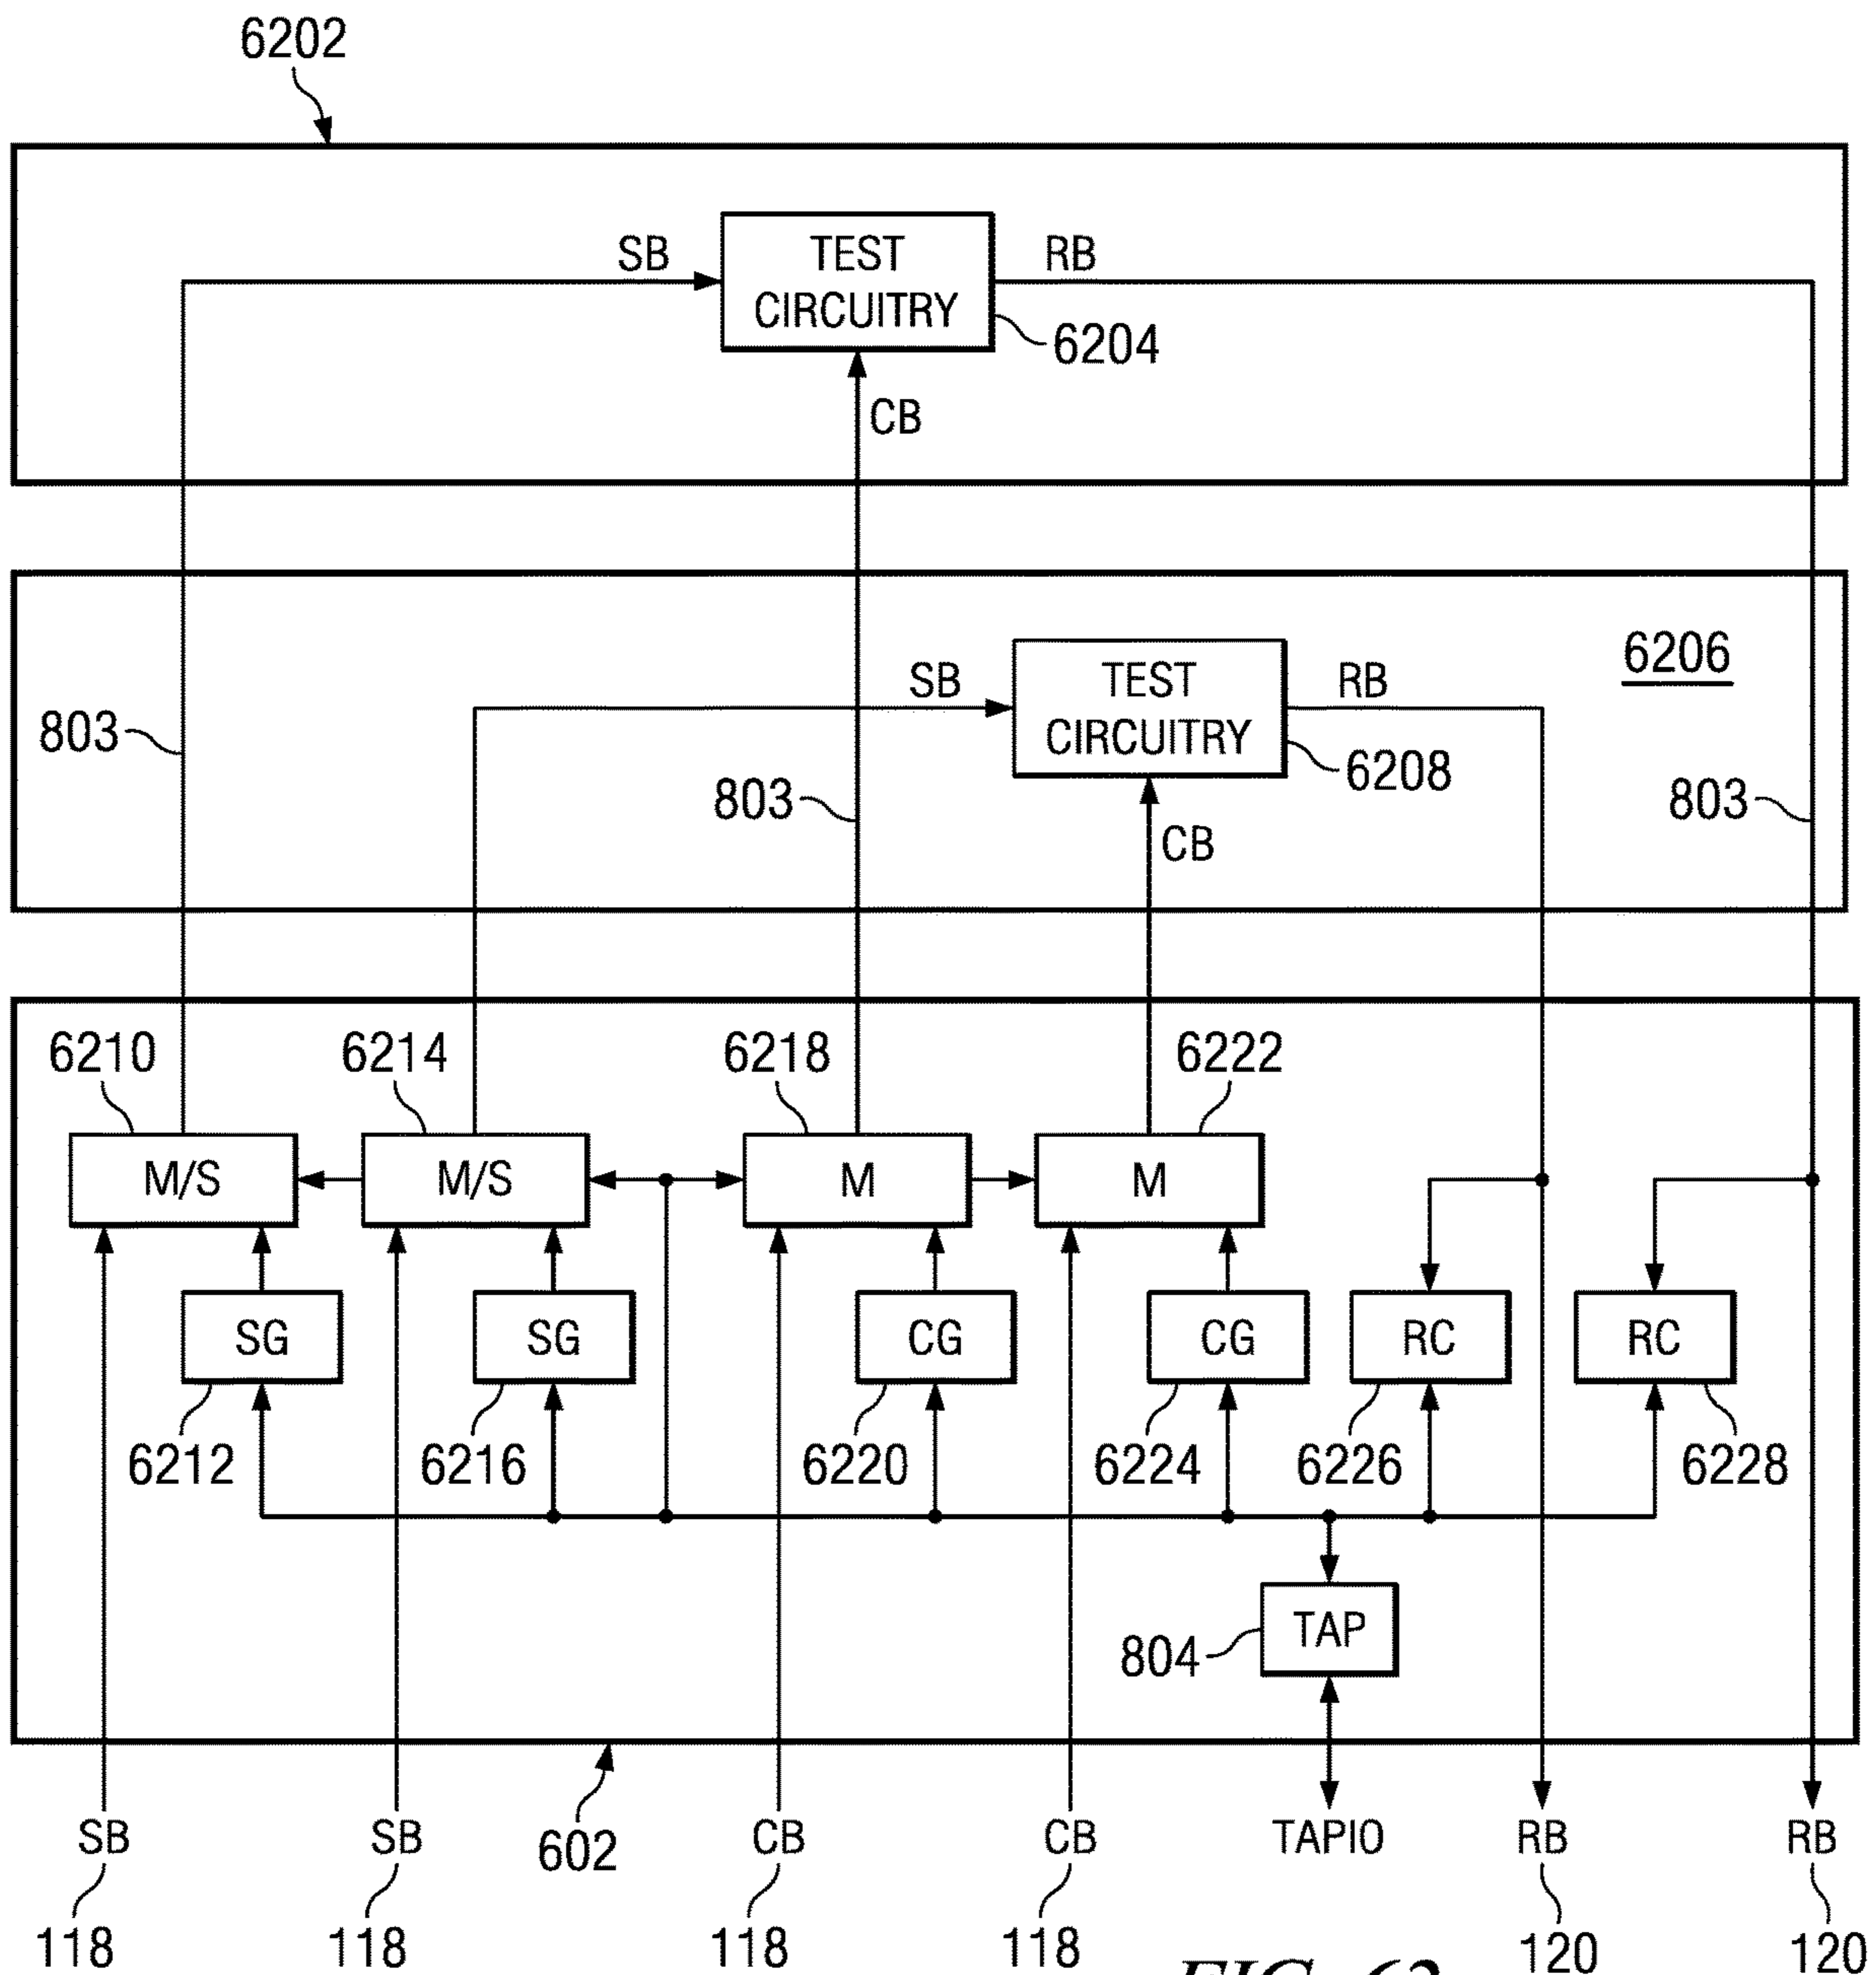 6202
SB
TEST
CIRCUITRY
RB
6204
CB
6206
SB
TEST
CIRCUITRY
RB
803
6208
803
803
CB
6210
6214
6218
6222
M/S
M/S
M
M
SG
SG
CG
CG
RC
RC
6212
6216
6220
6224
6226
6228
TAP
804
SB
SB
602
CB
CB
TAPIO
RB
RB
118
118
118
118
120
120
FIG. 62